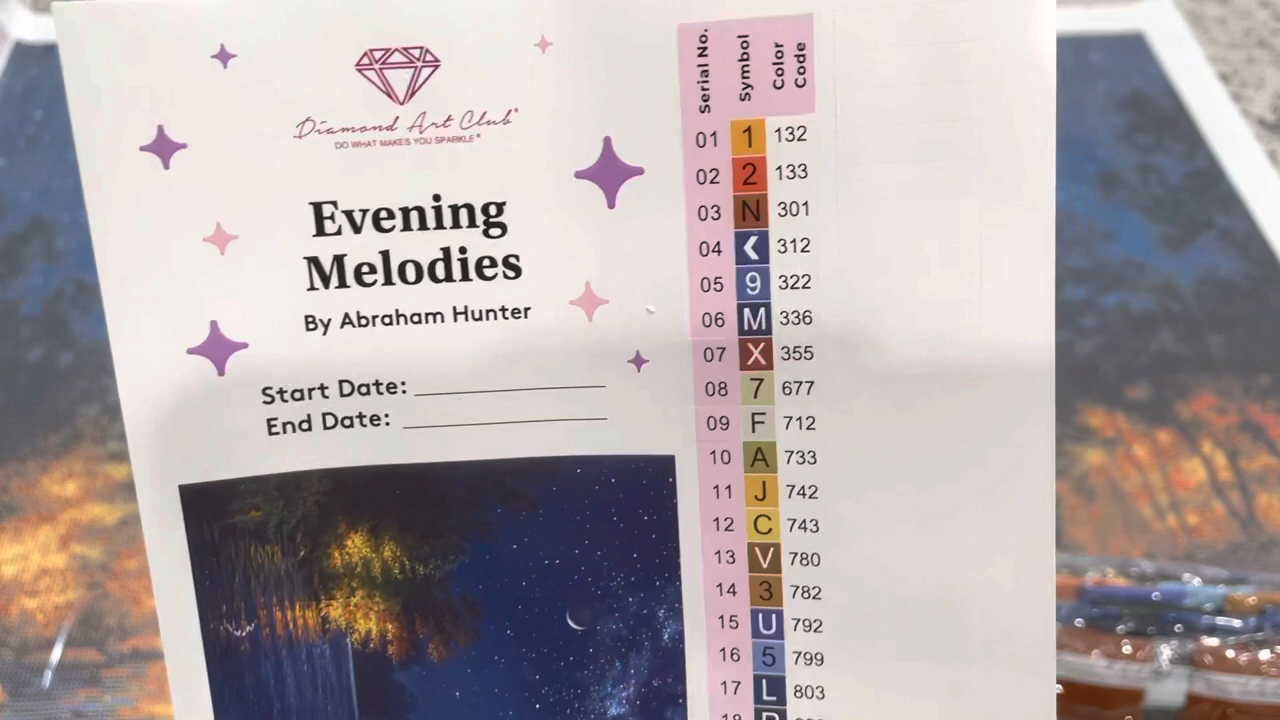 Diamond Art Club®
DO WHAT MAKES YOU SPARKLE®
Evening
Melodies
By Abraham Hunter
Start Date:
End Date:
Serial No. Symbol Color Code
01 1 132
02 2 133
03 N 301
04 ❮ 312
05 9 322
06 M 336
07 X 355
08 7 677
09 F 712
10 A 733
11 J 742
12 C 743
13 V 780
14 3 782
15 U 792
16 5 799
17 L 803
18